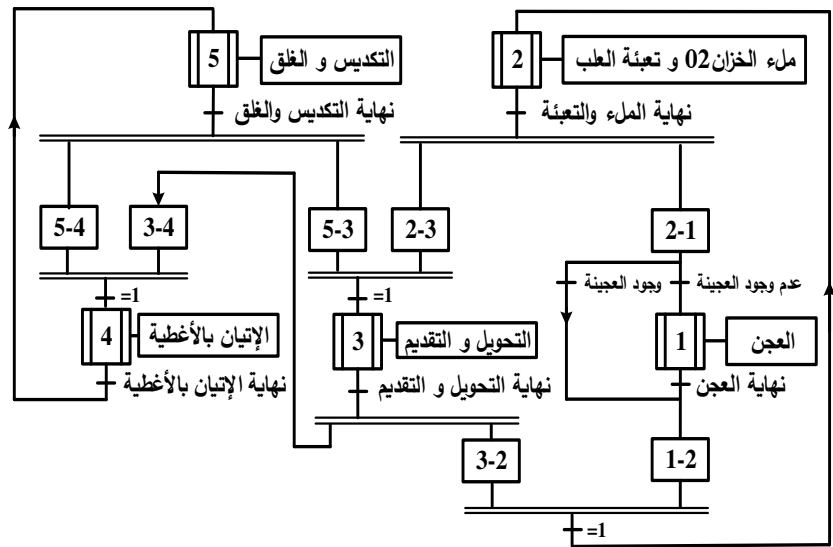 5 التكديس و الغلق
2 ملء الخزان02 و تعبئة العلب
نهاية التكديس والغلق
نهاية الملء والتعبئة
5-4
3-4
5-3
2-3
2-1
وجود العجينة
عدم وجود العجينة
=1
=1
4 الإتيان بالأغطية
3 التحويل و التقديم
1 العجن
نهاية الإتيان بالأغطية
نهاية التحويل و التقديم
نهاية العجن
3-2
1-2
=1